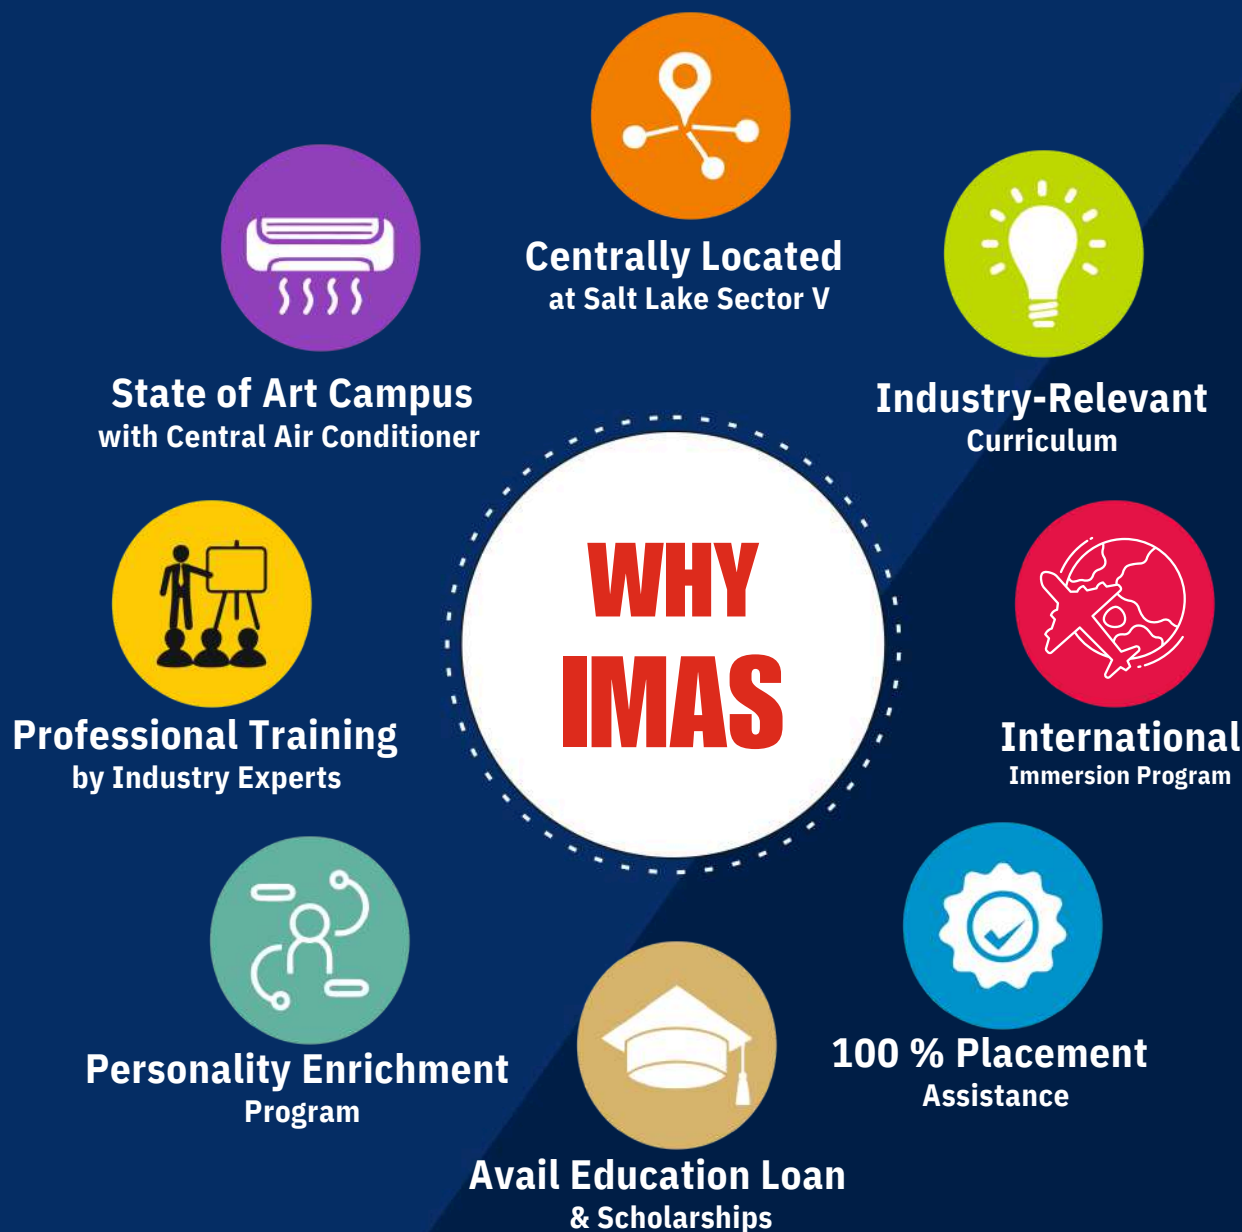 Centrally Located
at Salt Lake Sector V
State of Art Campus
with Central Air Conditioner
Industry-Relevant
Curriculum
WHY
IMAS
Professional Training
by Industry Experts
International
Immersion Program
Personality Enrichment
Program
100 % Placement
Assistance
Avail Education Loan
& Scholarships